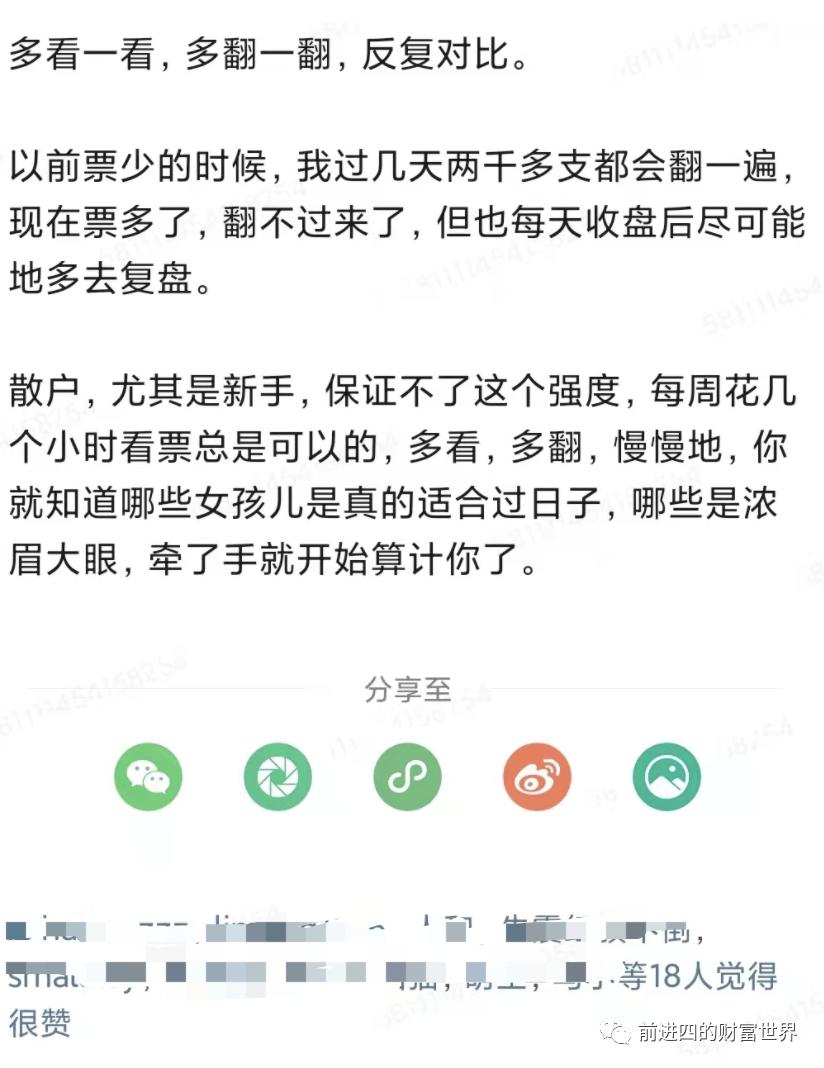 多看一看，多翻一翻，反复对比。
以前票少的时候，我过几天两千多支都会翻一遍，
现在票多了，翻不过来了，但也每天收盘后尽可能
地多去复盘。
散户，尤其是新手，保证不了这个强度，每周花几
个小时看票总是可以的，多看，多翻，慢慢地，你
就知道哪些女孩儿是真的适合过日子，哪些是浓
眉大眼，牵了手就开始算计你了。
分享至
等18人觉得
很赞
前进四的财富世界